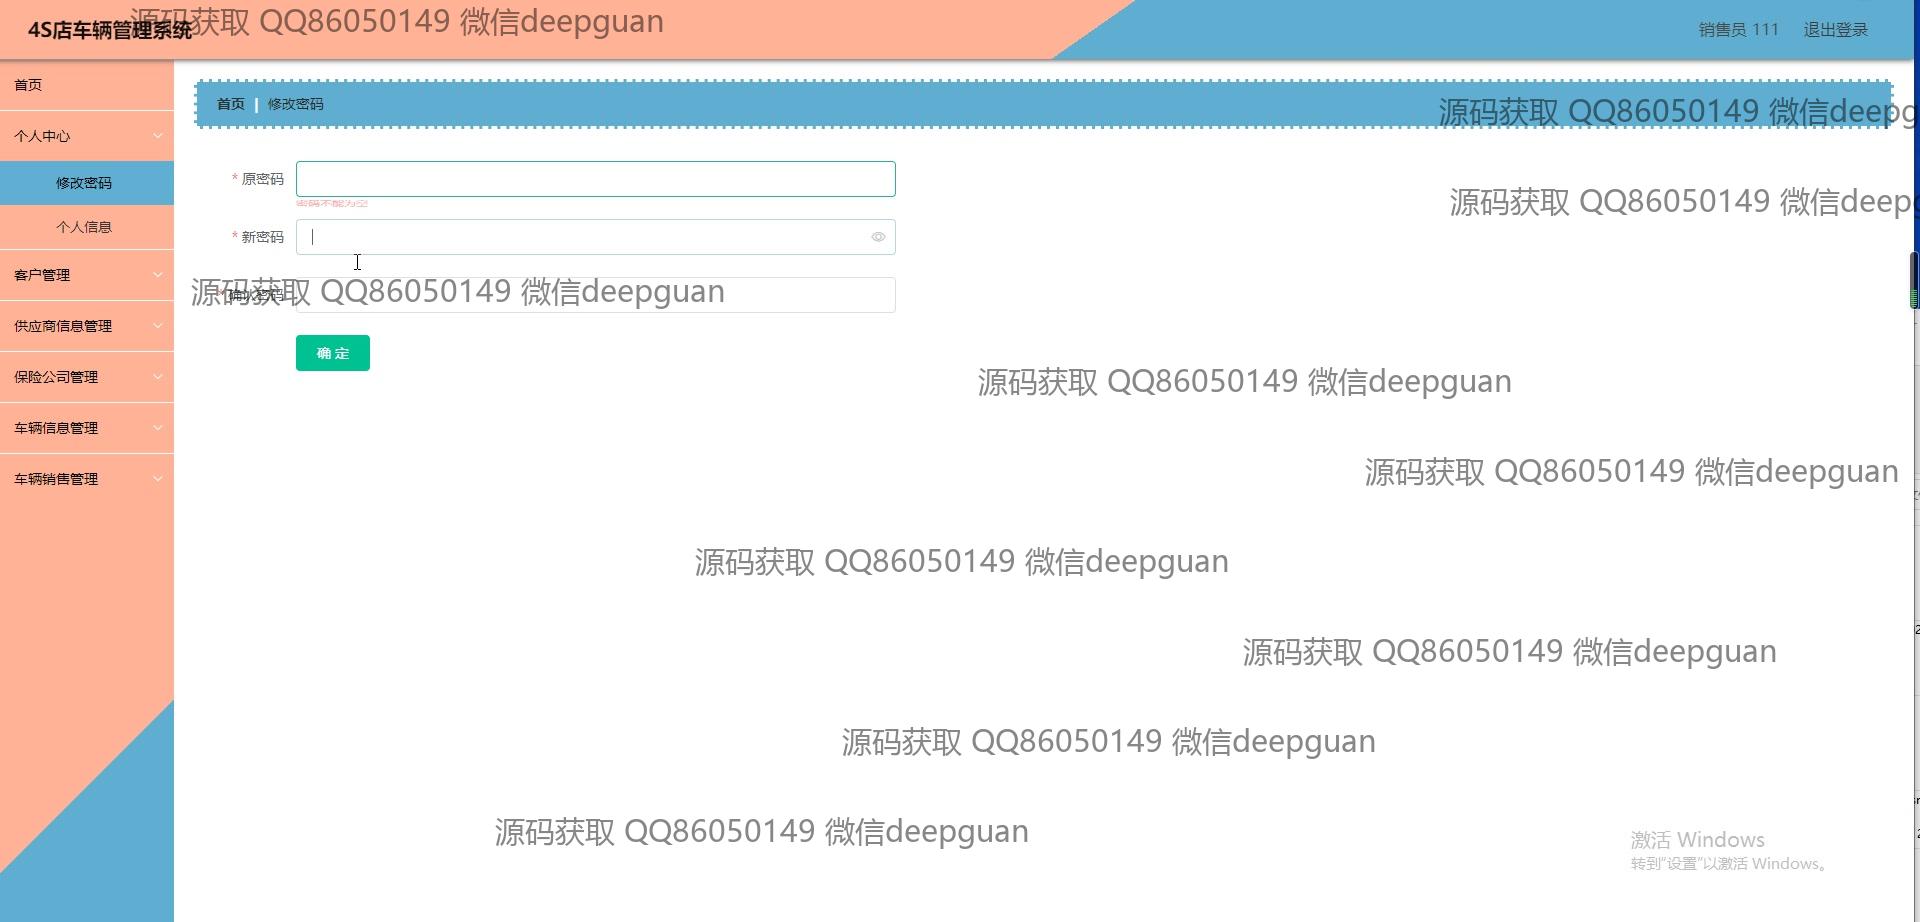 4S店车辆管理系统
源码获取 QQ86050149 微信deepguan
销售员 111
退出登录
首页
个人中心
修改密码
个人信息
客户管理
供应商信息管理
保险公司管理
车辆信息管理
车辆销售管理
首页 | 修改密码
源码获取 QQ86050149 微信deepg
* 原密码
密码不能为空
源码获取 QQ86050149 微信deep
* 新密码
* 确认密码
源码获取 QQ86050149 微信deepguan
确 定
源码获取 QQ86050149 微信deepguan
源码获取 QQ86050149 微信deepguan
源码获取 QQ86050149 微信deepguan
源码获取 QQ86050149 微信deepguan
源码获取 QQ86050149 微信deepguan
源码获取 QQ86050149 微信deepguan
激活 Windows
转到"设置"以激活 Windows。